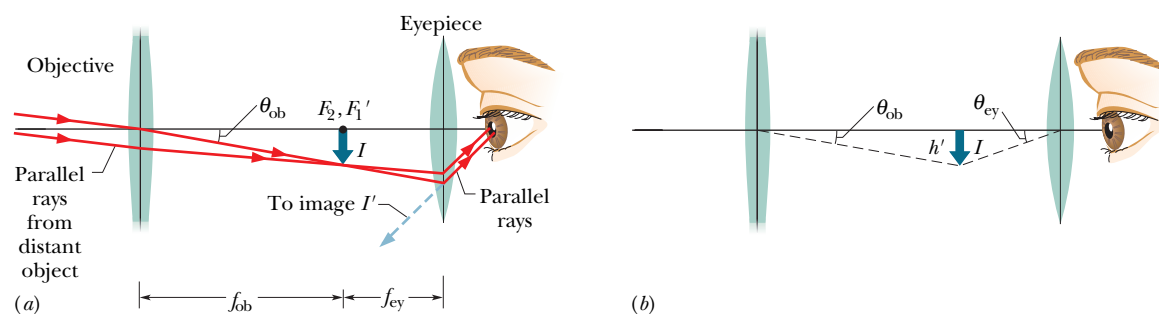 Eyepiece
Objective
θob
F2, F1′
I
Parallel
rays
from
distant
object
To image I′
Parallel
rays
(a)
fob
fey
θob
θey
h′
I
(b)